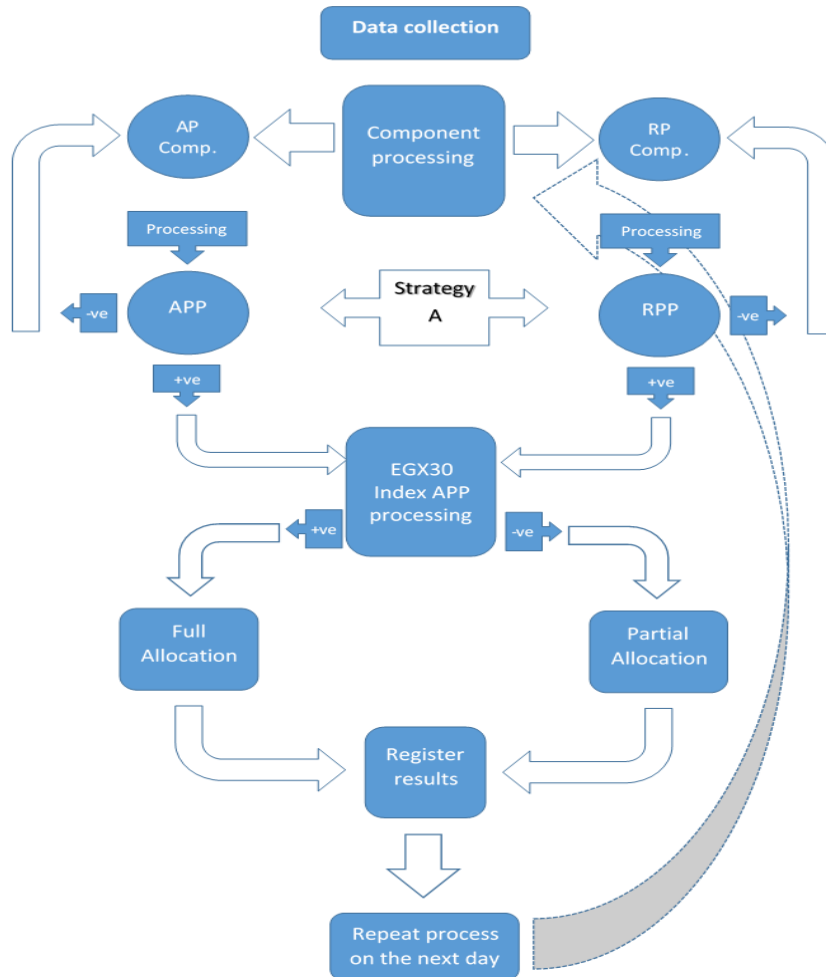 Data collection
AP
Comp.
Component
processing
RP
Comp.
Processing
Processing
-ve
APP
Strategy
A
RPP
-ve
+ve
+ve
EGX30
Index APP
processing
+ve
-ve
Full
Allocation
Partial
Allocation
Register
results
Repeat process
on the next day